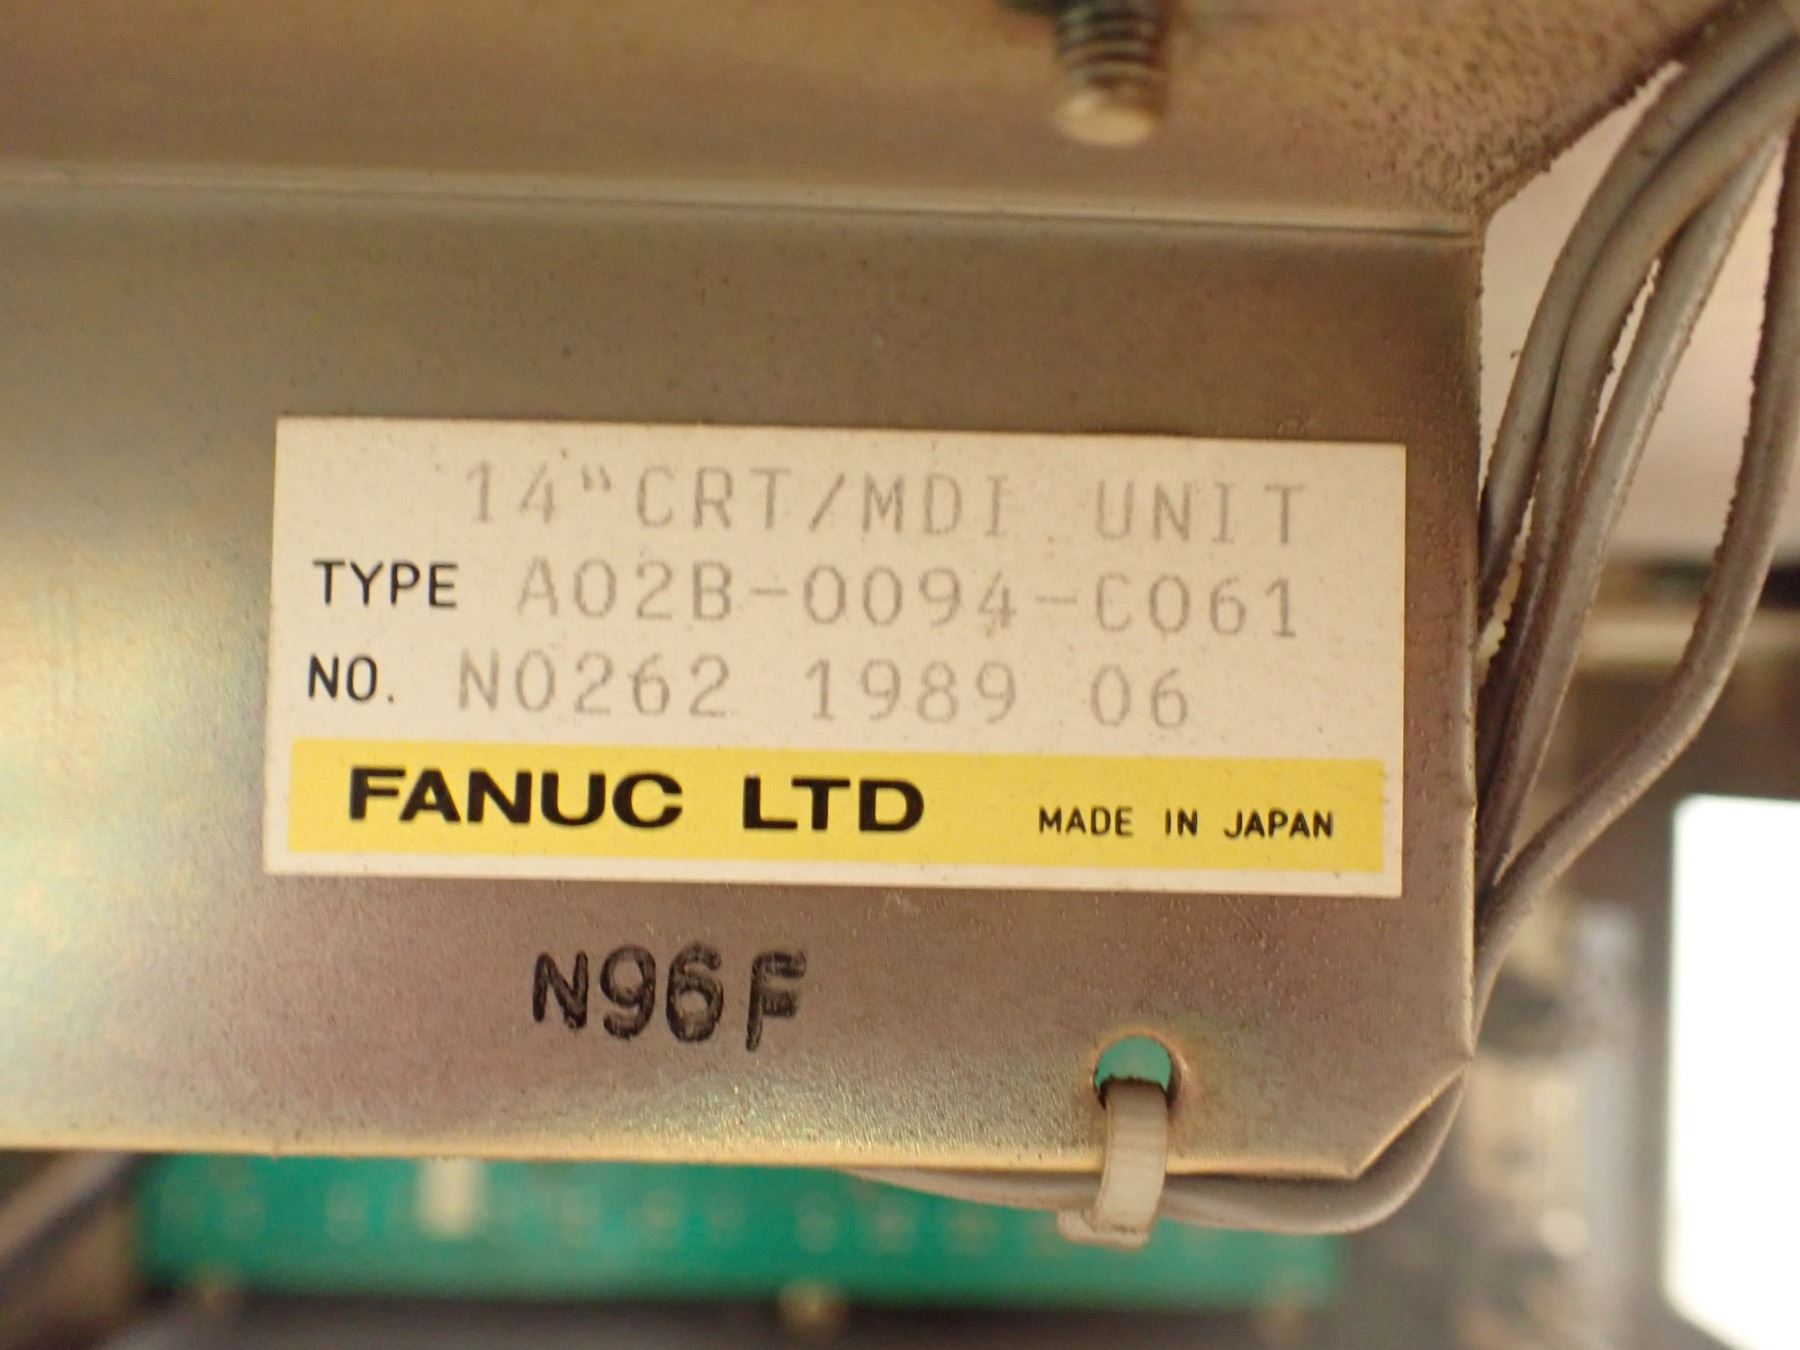 14"CRT/MDI UNIT
TYPE A02B-0094-C061
NO. N0262 1989 06
FANUC LTD MADE IN JAPAN
N96F